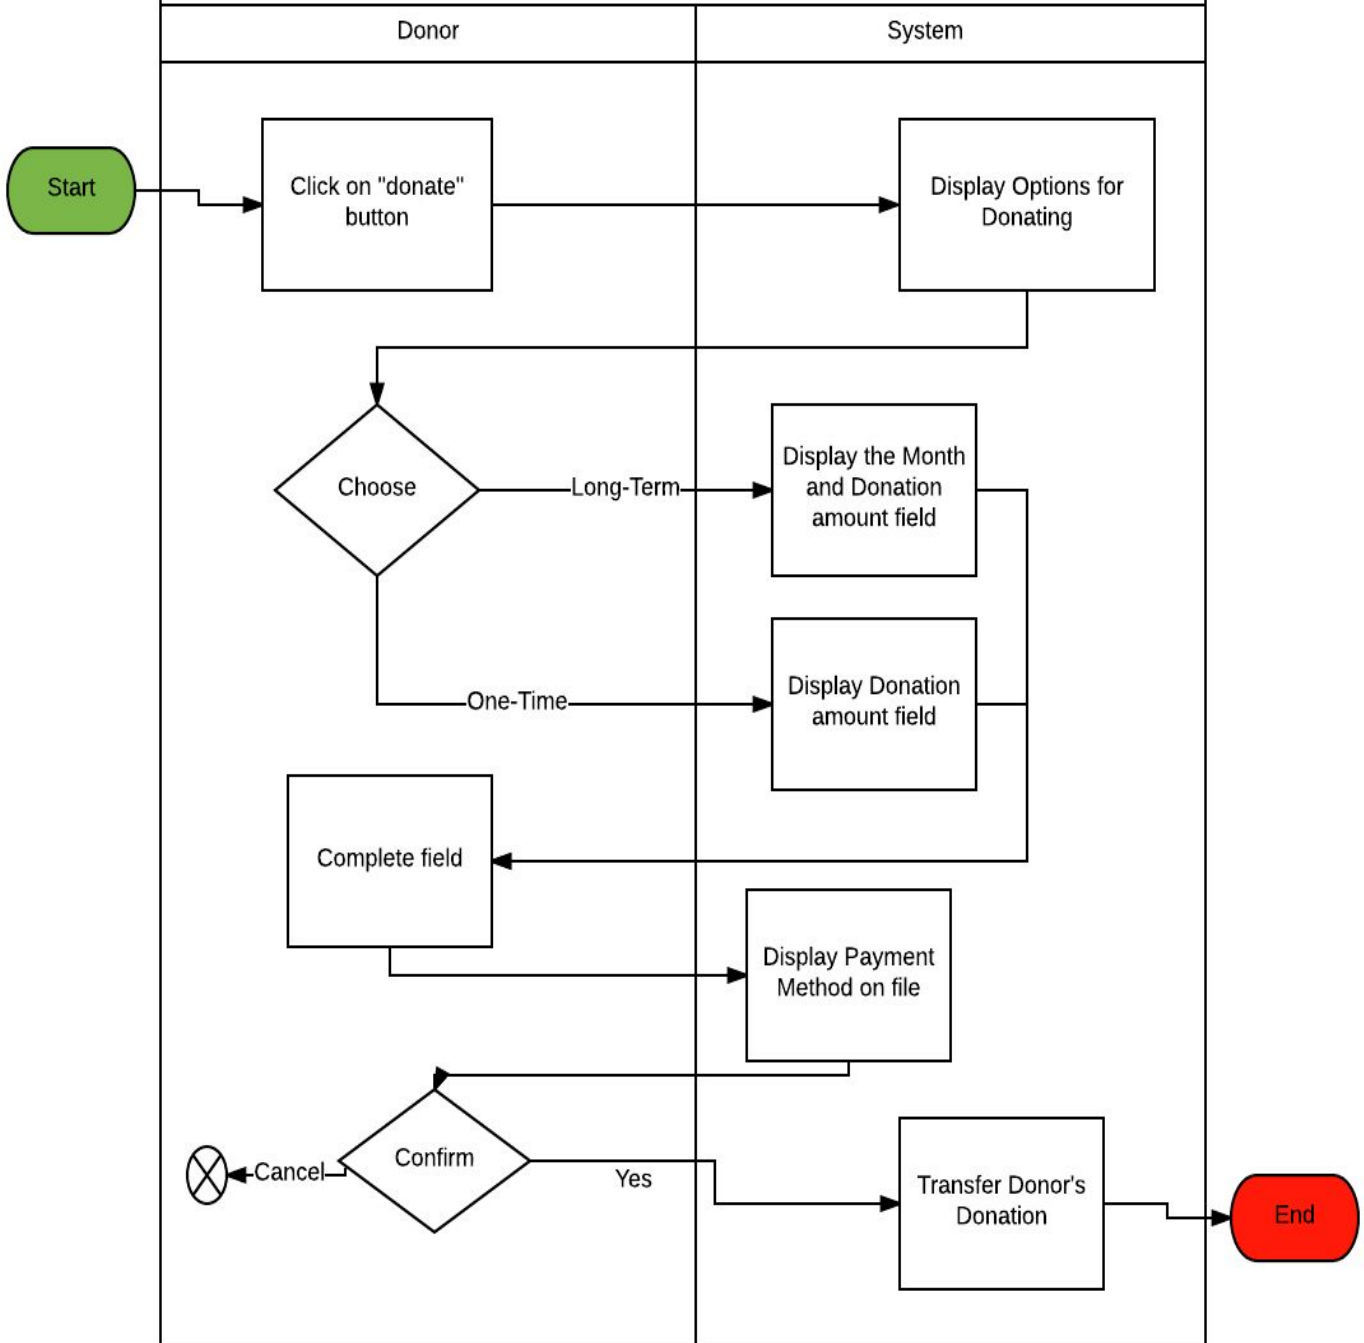 Donor
System
Start
Click on "donate"
button
Display Options for
Donating
Choose
Long-Term
Display the Month
and Donation
amount field
One-Time
Display Donation
amount field
Complete field
Display Payment
Method on file
Confirm
Cancel
Yes
Transfer Donor's
Donation
End